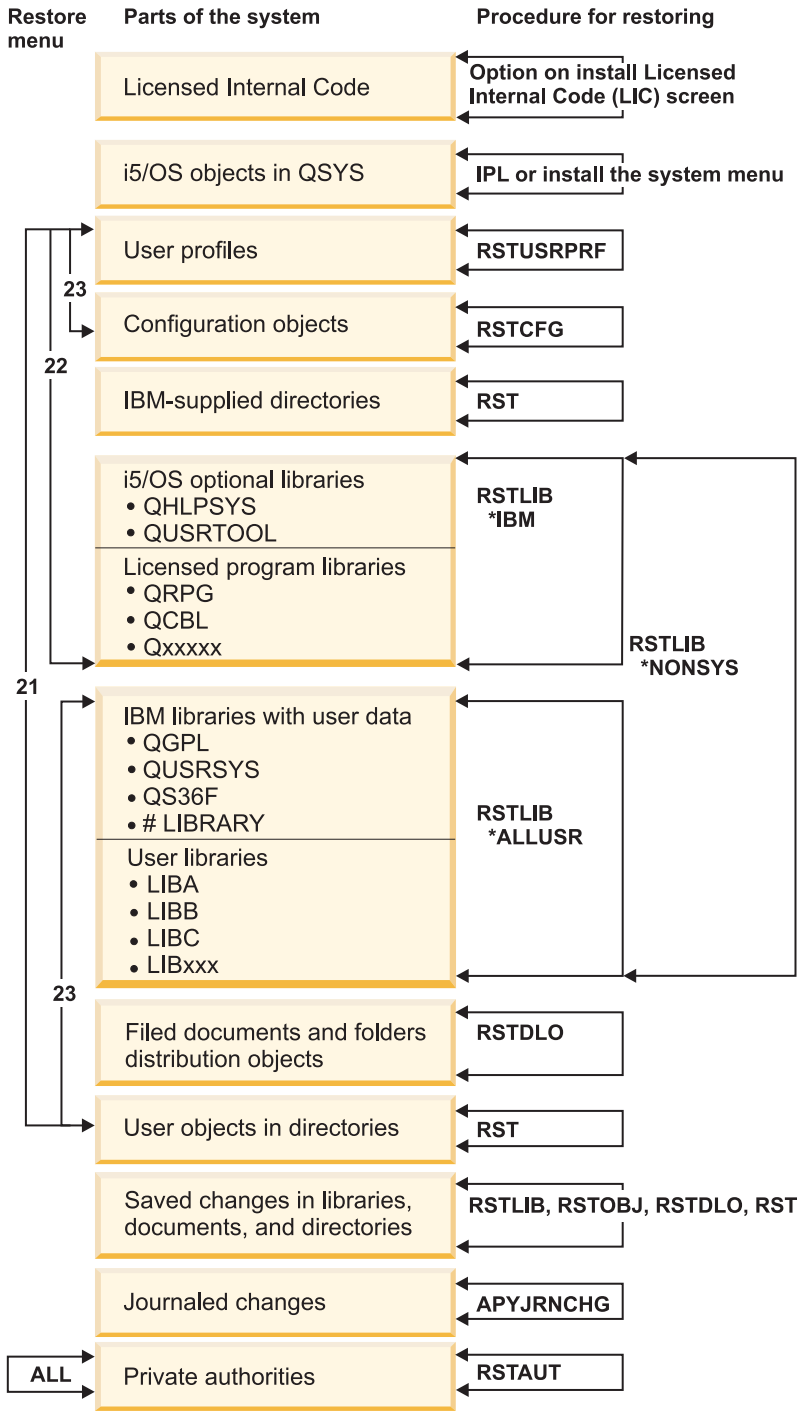 Restore menu
Parts of the system
Procedure for restoring
Licensed Internal Code
Option on install Licensed
Internal Code (LIC) screen
i5/OS objects in QSYS
IPL or install the system menu
User profiles
RSTUSRPRF
23
Configuration objects
RSTCFG
22
IBM-supplied directories
RST
i5/OS optional libraries
• QHLPSYS
• QUSRTOOL
RSTLIB
*IBM
Licensed program libraries
• QRPG
• QCBL
• Qxxxxx
RSTLIB
*NONSYS
21
IBM libraries with user data
• QGPL
• QUSRSYS
• QS36F
• # LIBRARY
RSTLIB
*ALLUSR
User libraries
• LIBA
• LIBB
• LIBC
• LIBxxx
23
Filed documents and folders
distribution objects
RSTDLO
User objects in directories
RST
Saved changes in libraries,
documents, and directories
RSTLIB, RSTOBJ, RSTDLO, RST
Journaled changes
APYJRNCHG
ALL
Private authorities
RSTAUT